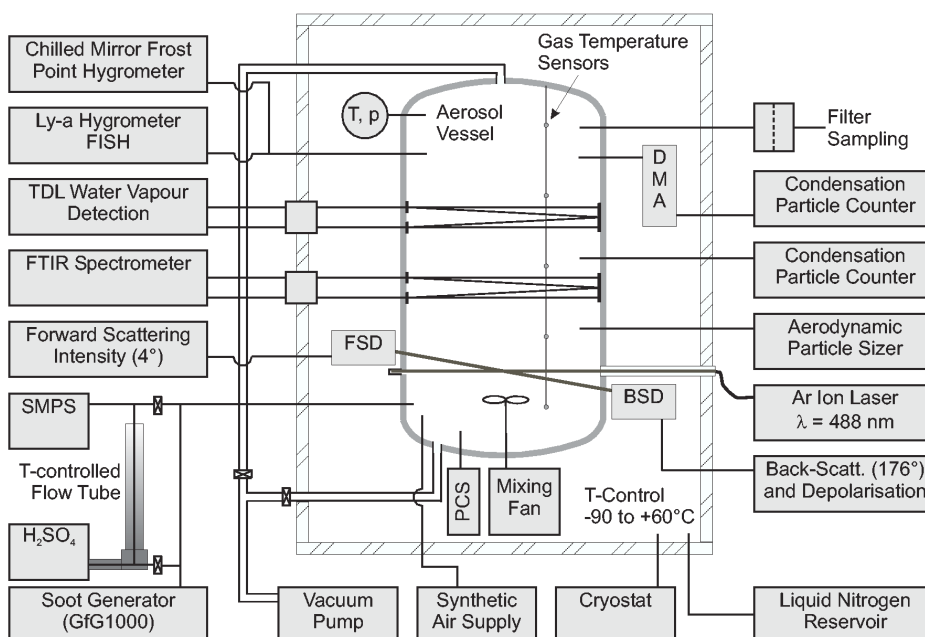 Chilled Mirror Frost
Point Hygrometer
Ly-a Hygrometer
FISH
TDL Water Vapour
Detection
FTIR Spectrometer
Forward Scattering
Intensity (4°)
SMPS
T-controlled
Flow Tube
H₂SO₄
Soot Generator
(GfG1000)
T, p
Aerosol
Vessel
Gas Temperature
Sensors
FSD
BSD
PCS
Mixing
Fan
T-Control
-90 to +60°C
Vacuum
Pump
Synthetic
Air Supply
Cryostat
Filter
Sampling
D
M
A
Condensation
Particle Counter
Condensation
Particle Counter
Aerodynamic
Particle Sizer
Ar Ion Laser
λ = 488 nm
Back-Scatt. (176°)
and Depolarisation
Liquid Nitrogen
Reservoir